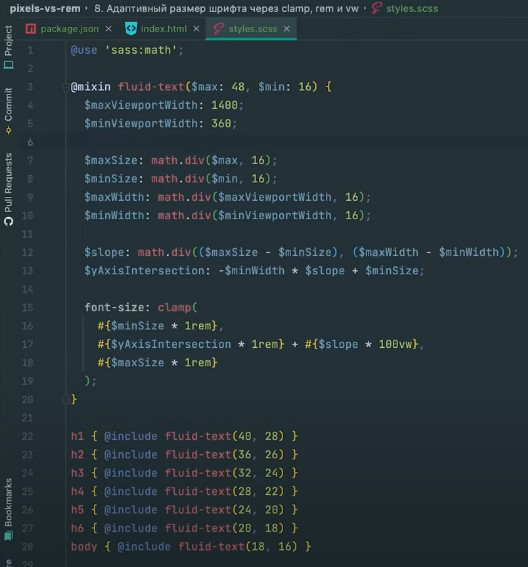 pixels-vs-rem › 8. Адаптивный размер шрифта через clamp, rem и vw › styles.scss
package.json × index.html × styles.scss ×
Project
Commit
Pull Requests
Bookmarks
1 @use 'sass:math';
2
3 @mixin fluid-text($max: 48, $min: 16) {
4 $maxViewportWidth: 1400;
5 $minViewportWidth: 360;
6
7 $maxSize: math.div($max, 16);
8 $minSize: math.div($min, 16);
9 $maxWidth: math.div($maxViewportWidth, 16);
10 $minWidth: math.div($minViewportWidth, 16);
11
12 $slope: math.div(($maxSize - $minSize), ($maxWidth - $minWidth));
13 $yAxisIntersection: -$minWidth * $slope + $minSize;
14
15 font-size: clamp(
16 #{$minSize * 1rem},
17 #{$yAxisIntersection * 1rem} + #{$slope * 100vw},
18 #{$maxSize * 1rem}
19 );
20 }
21
22 h1 { @include fluid-text(40, 28) }
23 h2 { @include fluid-text(36, 26) }
24 h3 { @include fluid-text(32, 24) }
25 h4 { @include fluid-text(28, 22) }
26 h5 { @include fluid-text(24, 20) }
27 h6 { @include fluid-text(20, 18) }
28 body { @include fluid-text(18, 16) }
29